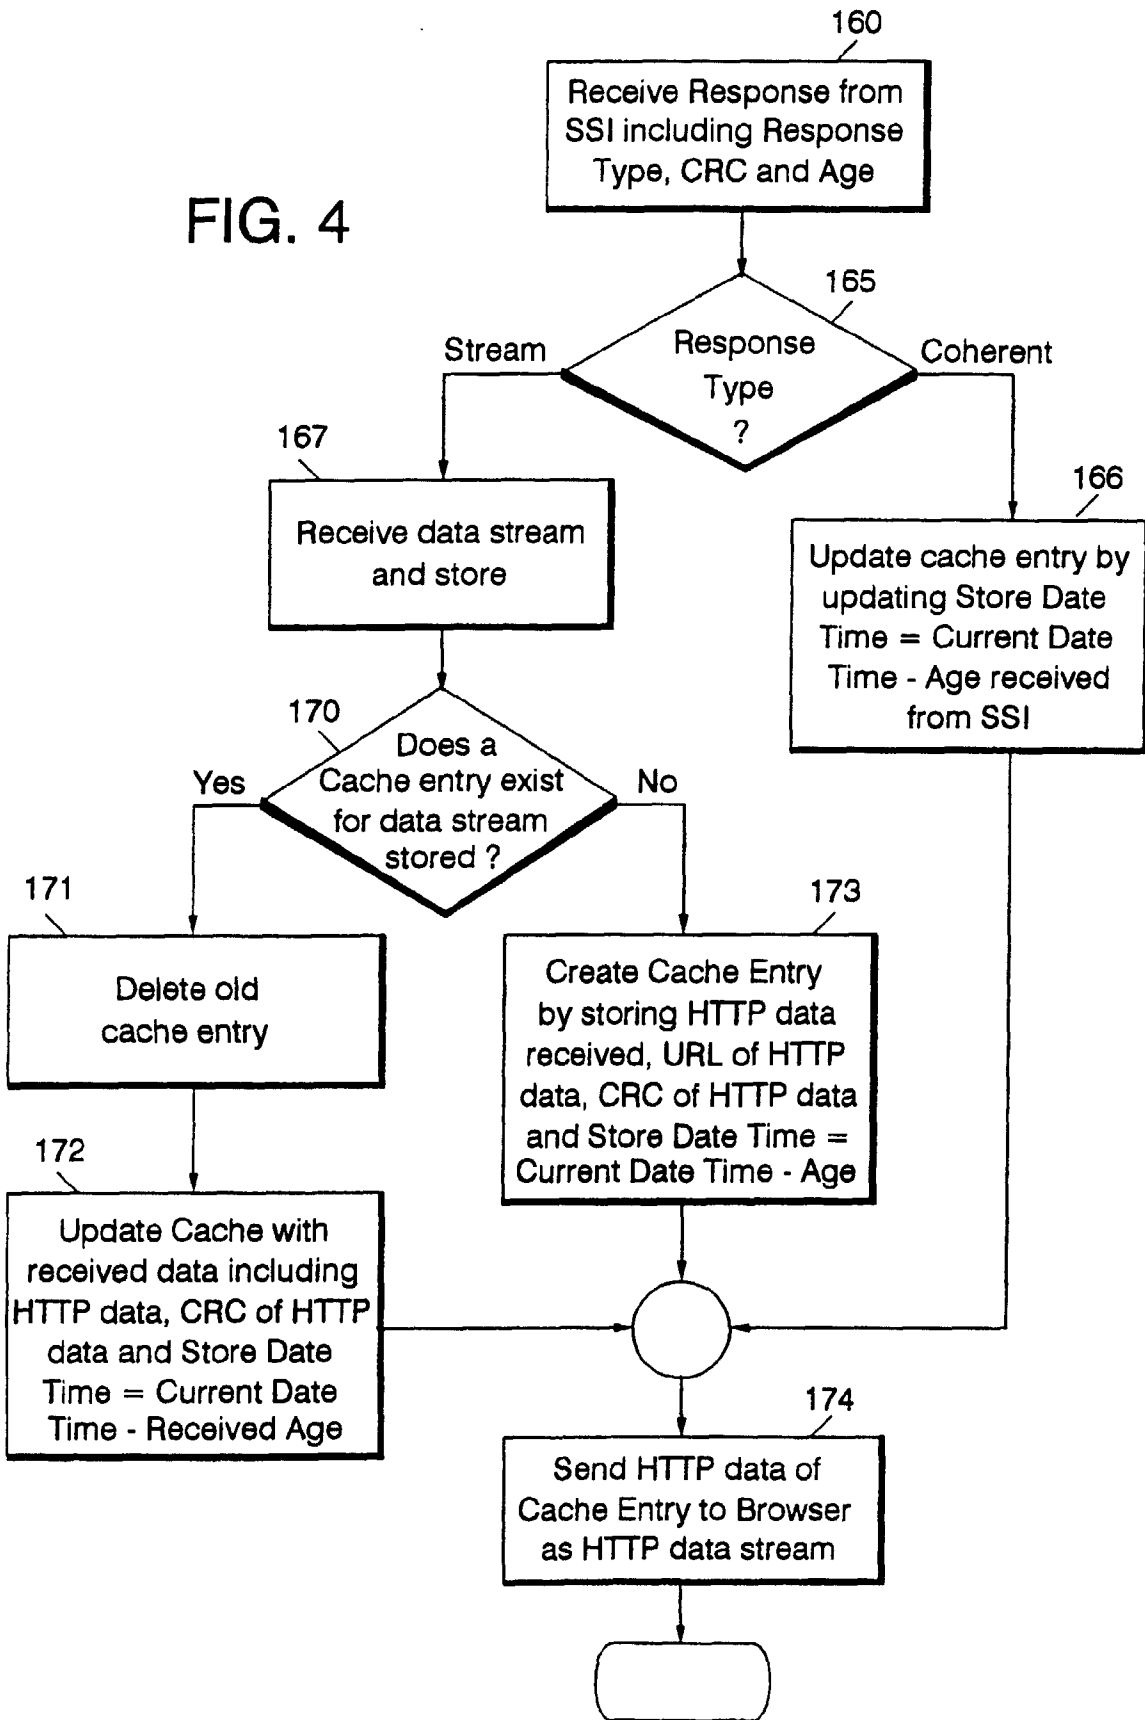 160
Receive Response from
SSI including Response
Type, CRC and Age
FIG. 4
165
Response
Type
?
Stream
Coherent
167
Receive data stream
and store
166
Update cache entry by
updating Store Date
Time = Current Date
Time - Age received
from SSI
170
Does a
Cache entry exist
for data stream
stored ?
Yes
No
171
Delete old
cache entry
173
Create Cache Entry
by storing HTTP data
received, URL of HTTP
data, CRC of HTTP data
and Store Date Time =
Current Date Time - Age
172
Update Cache with
received data including
HTTP data, CRC of HTTP
data and Store Date
Time = Current Date
Time - Received Age
174
Send HTTP data of
Cache Entry to Browser
as HTTP data stream